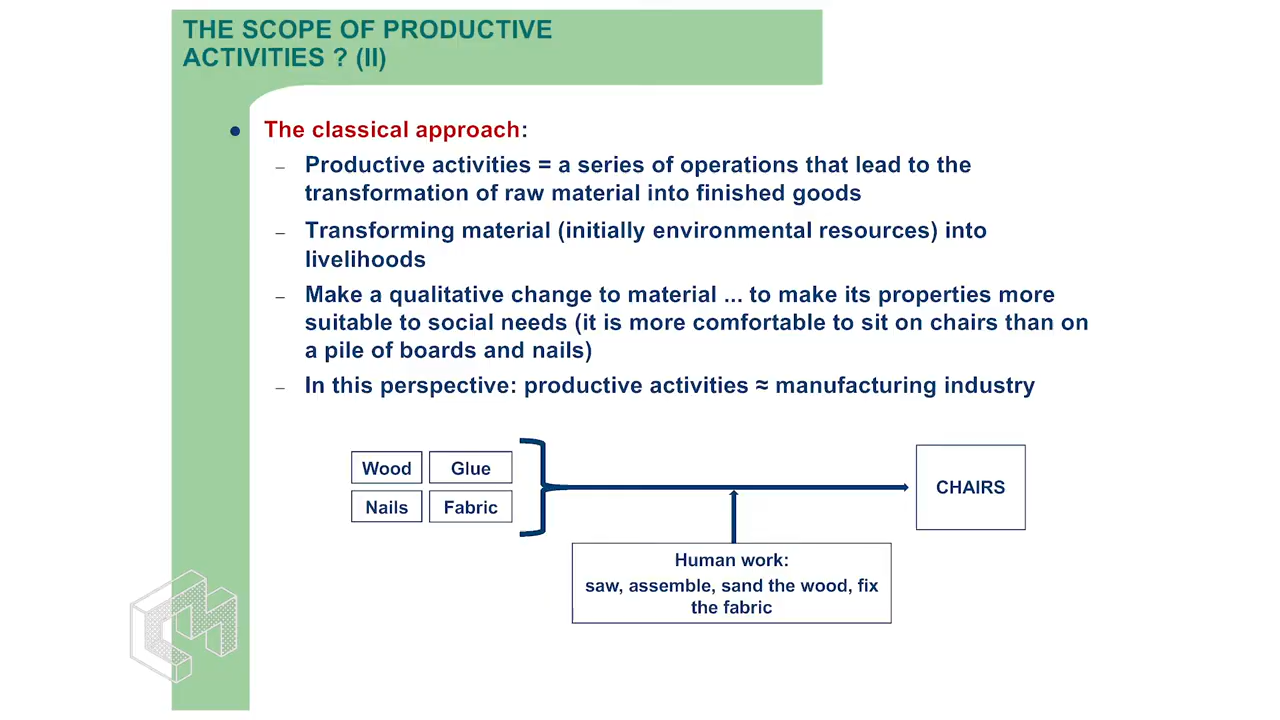 THE SCOPE OF PRODUCTIVE
ACTIVITIES ? (II)
● The classical approach:
– Productive activities = a series of operations that lead to the
transformation of raw material into finished goods
– Transforming material (initially environmental resources) into
livelihoods
– Make a qualitative change to material ... to make its properties more
suitable to social needs (it is more comfortable to sit on chairs than on
a pile of boards and nails)
– In this perspective: productive activities ≈ manufacturing industry
Wood Glue
Nails Fabric
CHAIRS
Human work:
saw, assemble, sand the wood, fix
the fabric
CM